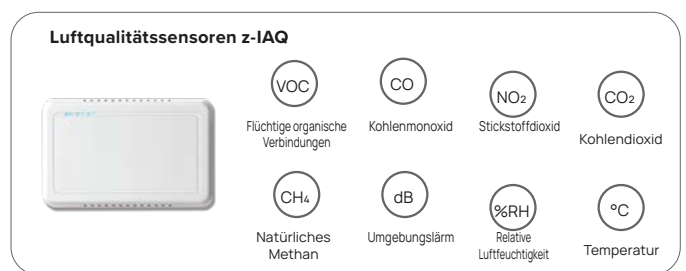 Luftqualitätssensoren z-IAQ
VOC
CO
NO₂
CO₂
Flüchtige organische
Verbindungen
Kohlenmonoxid
Stickstoffdioxid
Kohlendioxid
CH₄
dB
%RH
°C
Natürliches
Methan
Umgebungslärm
Relative
Luftfeuchtigkeit
Temperatur